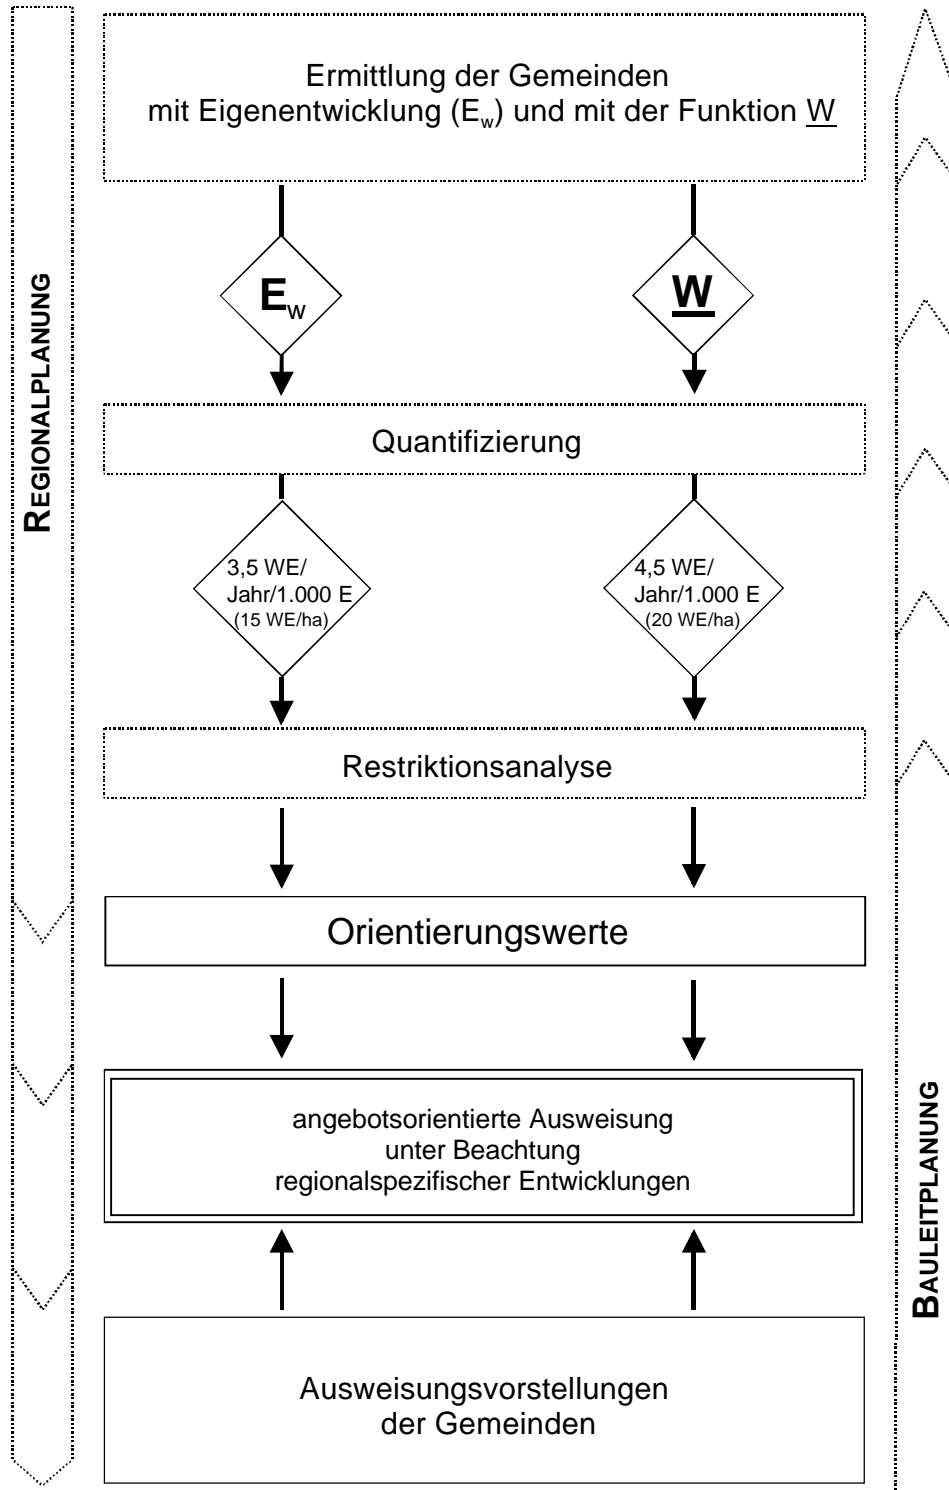 Ermittlung der Gemeinden
mit Eigenentwicklung (Ew) und mit der Funktion W
Ew
W
REGIONALPLANUNG
Quantifizierung
3,5 WE/
Jahr/1.000 E
(15 WE/ha)
4,5 WE/
Jahr/1.000 E
(20 WE/ha)
Restriktionsanalyse
Orientierungswerte
angebotsorientierte Ausweisung
unter Beachtung
regionalspezifischer Entwicklungen
BAULEITPLANUNG
Ausweisungsvorstellungen
der Gemeinden